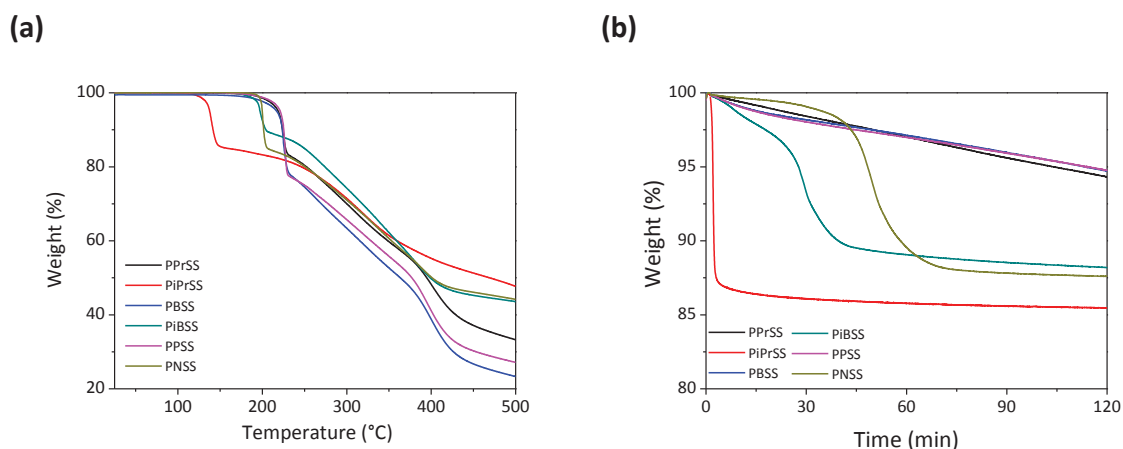 (a)
(b)
100
80
60
40
20
Weight (%)
PPrSS
PiPrSS
PBSS
PiBSS
PPSS
PNSS
100
200
300
400
500
Temperature (°C)
100
95
90
85
80
Weight (%)
PPrSS
PiPrSS
PBSS
PiBSS
PPSS
PNSS
0
30
60
90
120
Time (min)